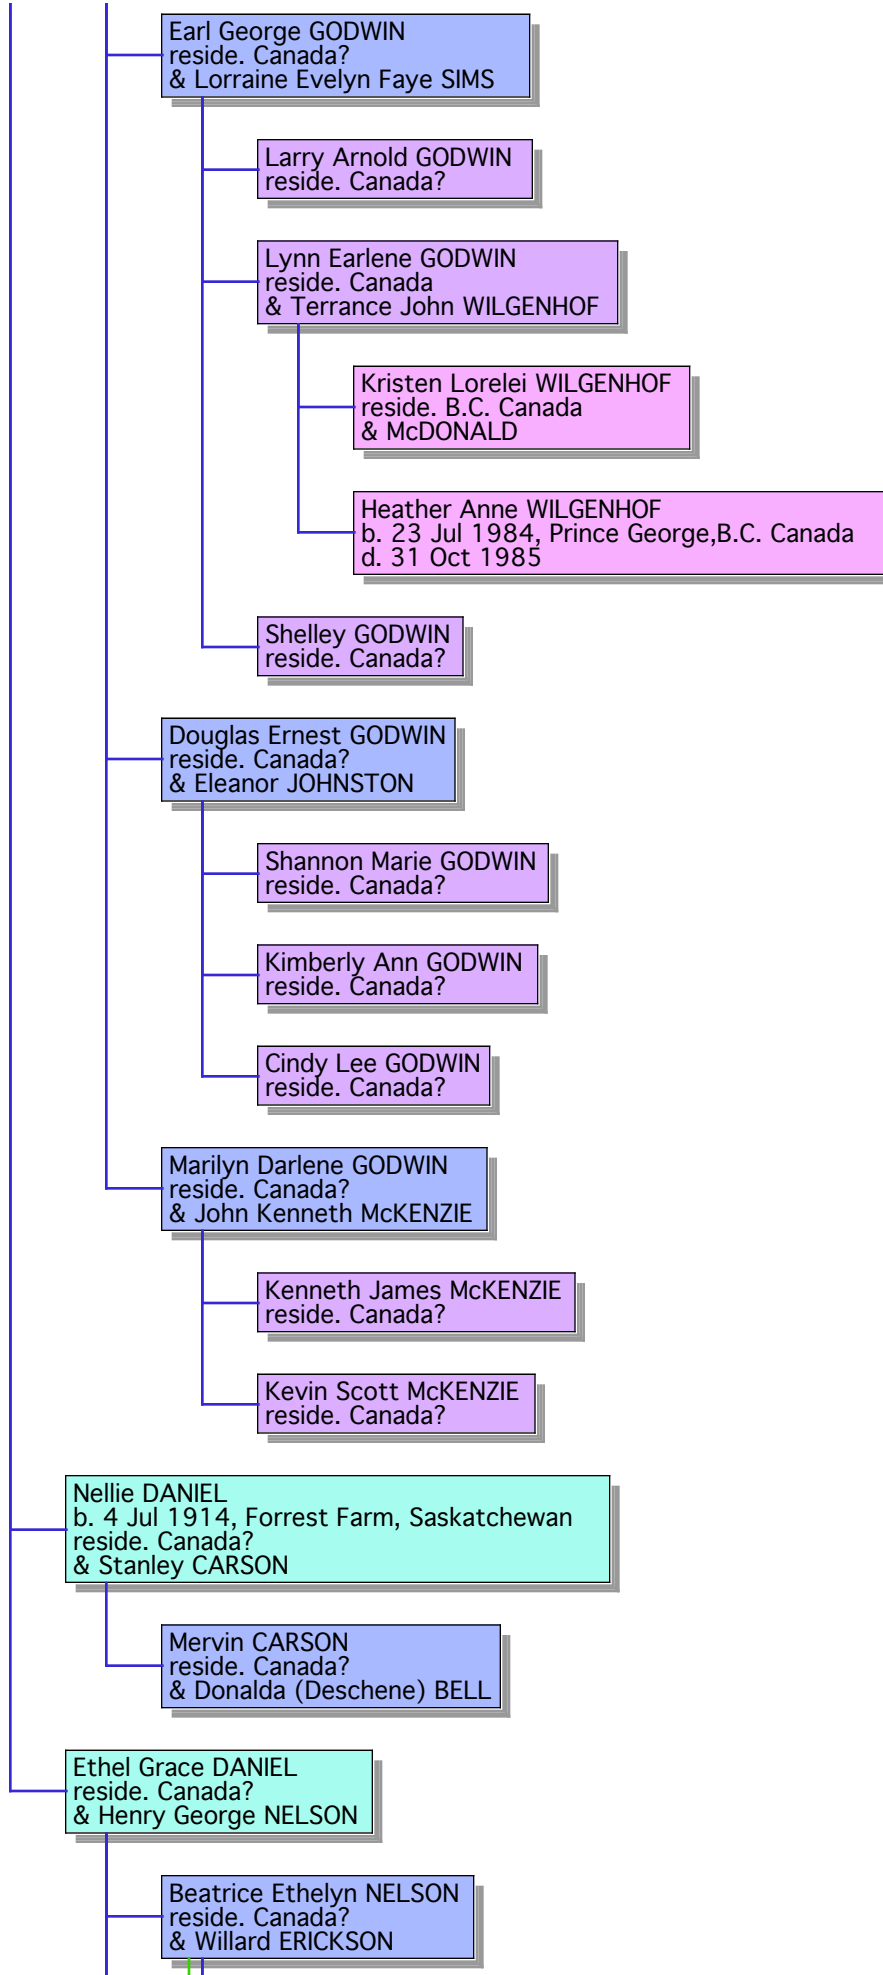 Earl George GODWIN
reside. Canada?
& Lorraine Evelyn Faye SIMS
Larry Arnold GODWIN
reside. Canada?
Lynn Earlene GODWIN
reside. Canada
& Terrance John WILGENHOF
Kristen Lorelei WILGENHOF
reside. B.C. Canada
& McDONALD
Heather Anne WILGENHOF
b. 23 Jul 1984, Prince George,B.C. Canada
d. 31 Oct 1985
Shelley GODWIN
reside. Canada?
Douglas Ernest GODWIN
reside. Canada?
& Eleanor JOHNSTON
Shannon Marie GODWIN
reside. Canada?
Kimberly Ann GODWIN
reside. Canada?
Cindy Lee GODWIN
reside. Canada?
Marilyn Darlene GODWIN
reside. Canada?
& John Kenneth McKENZIE
Kenneth James McKENZIE
reside. Canada?
Kevin Scott McKENZIE
reside. Canada?
Nellie DANIEL
b. 4 Jul 1914, Forrest Farm, Saskatchewan
reside. Canada?
& Stanley CARSON
Mervin CARSON
reside. Canada?
& Donalda (Deschene) BELL
Ethel Grace DANIEL
reside. Canada?
& Henry George NELSON
Beatrice Ethelyn NELSON
reside. Canada?
& Willard ERICKSON